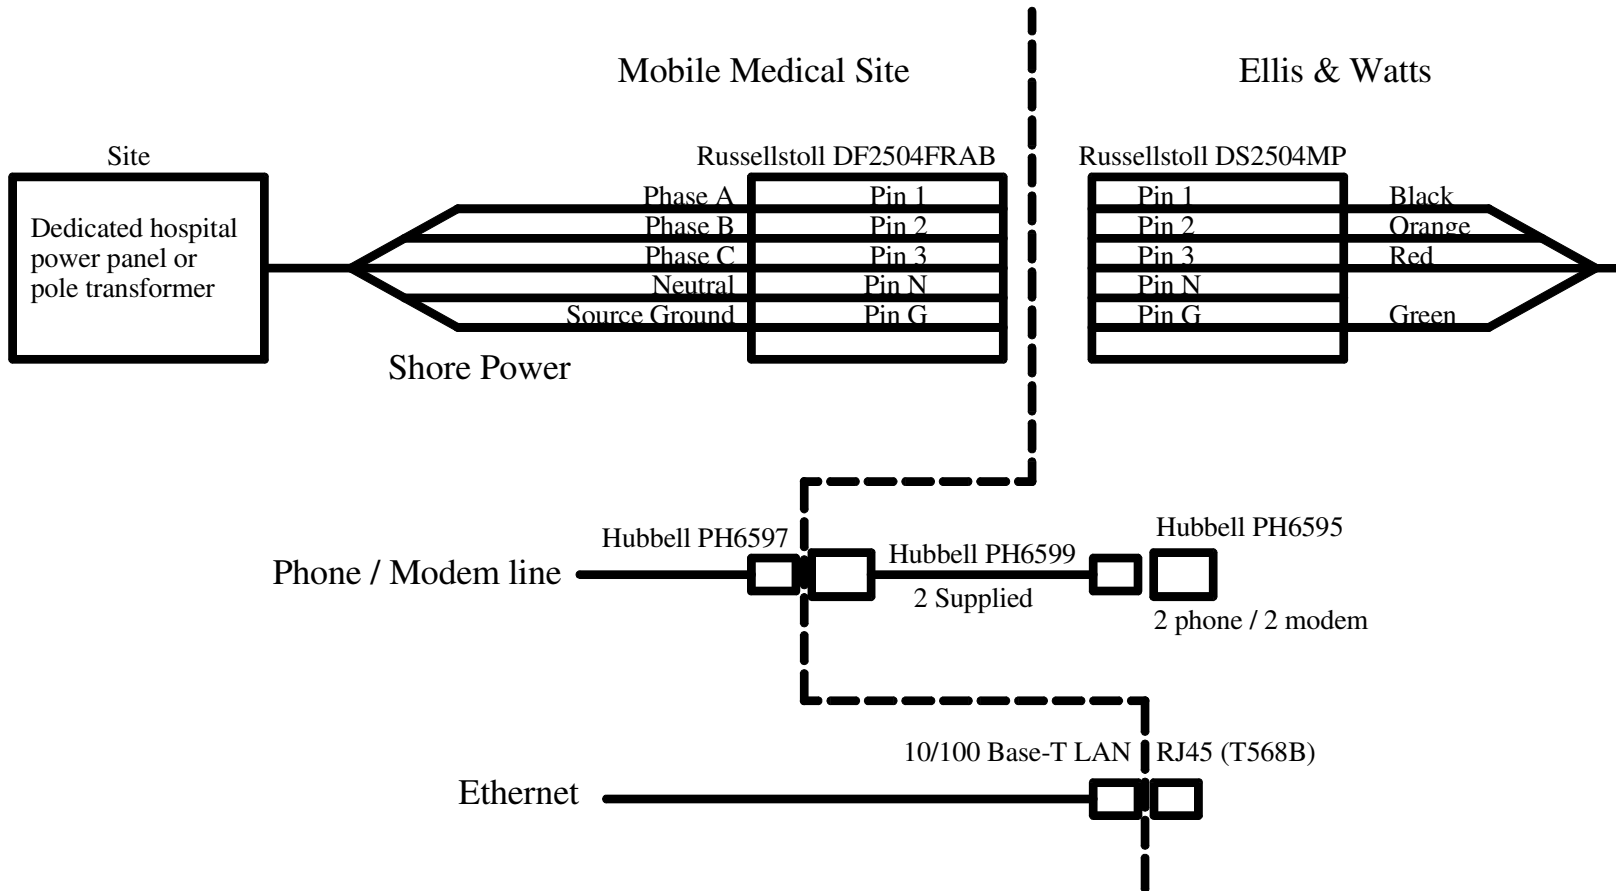 Mobile Medical Site
Ellis & Watts
Site
Russellstoll DF2504FRAB
Russellstoll DS2504MP
Dedicated hospital
power panel or
pole transformer
Phase A Pin 1
Phase B Pin 2
Phase C Pin 3
Neutral Pin N
Source Ground Pin G
Pin 1 Black
Pin 2 Orange
Pin 3 Red
Pin N
Pin G Green
Shore Power
Hubbell PH6597
Hubbell PH6599
Hubbell PH6595
Phone / Modem line
2 Supplied
2 phone / 2 modem
10/100 Base-T LAN
RJ45 (T568B)
Ethernet